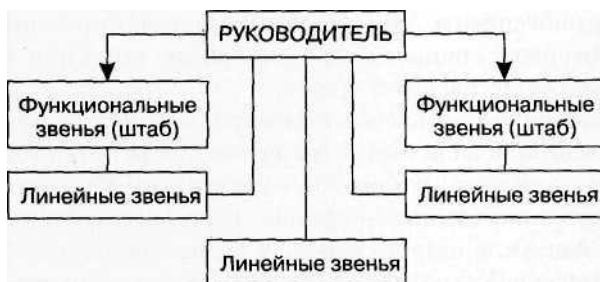 РУКОВОДИТЕЛЬ
Функциональные
звенья (штаб)
Функциональные
звенья (штаб)
Линейные звенья
Линейные звенья
Линейные звенья